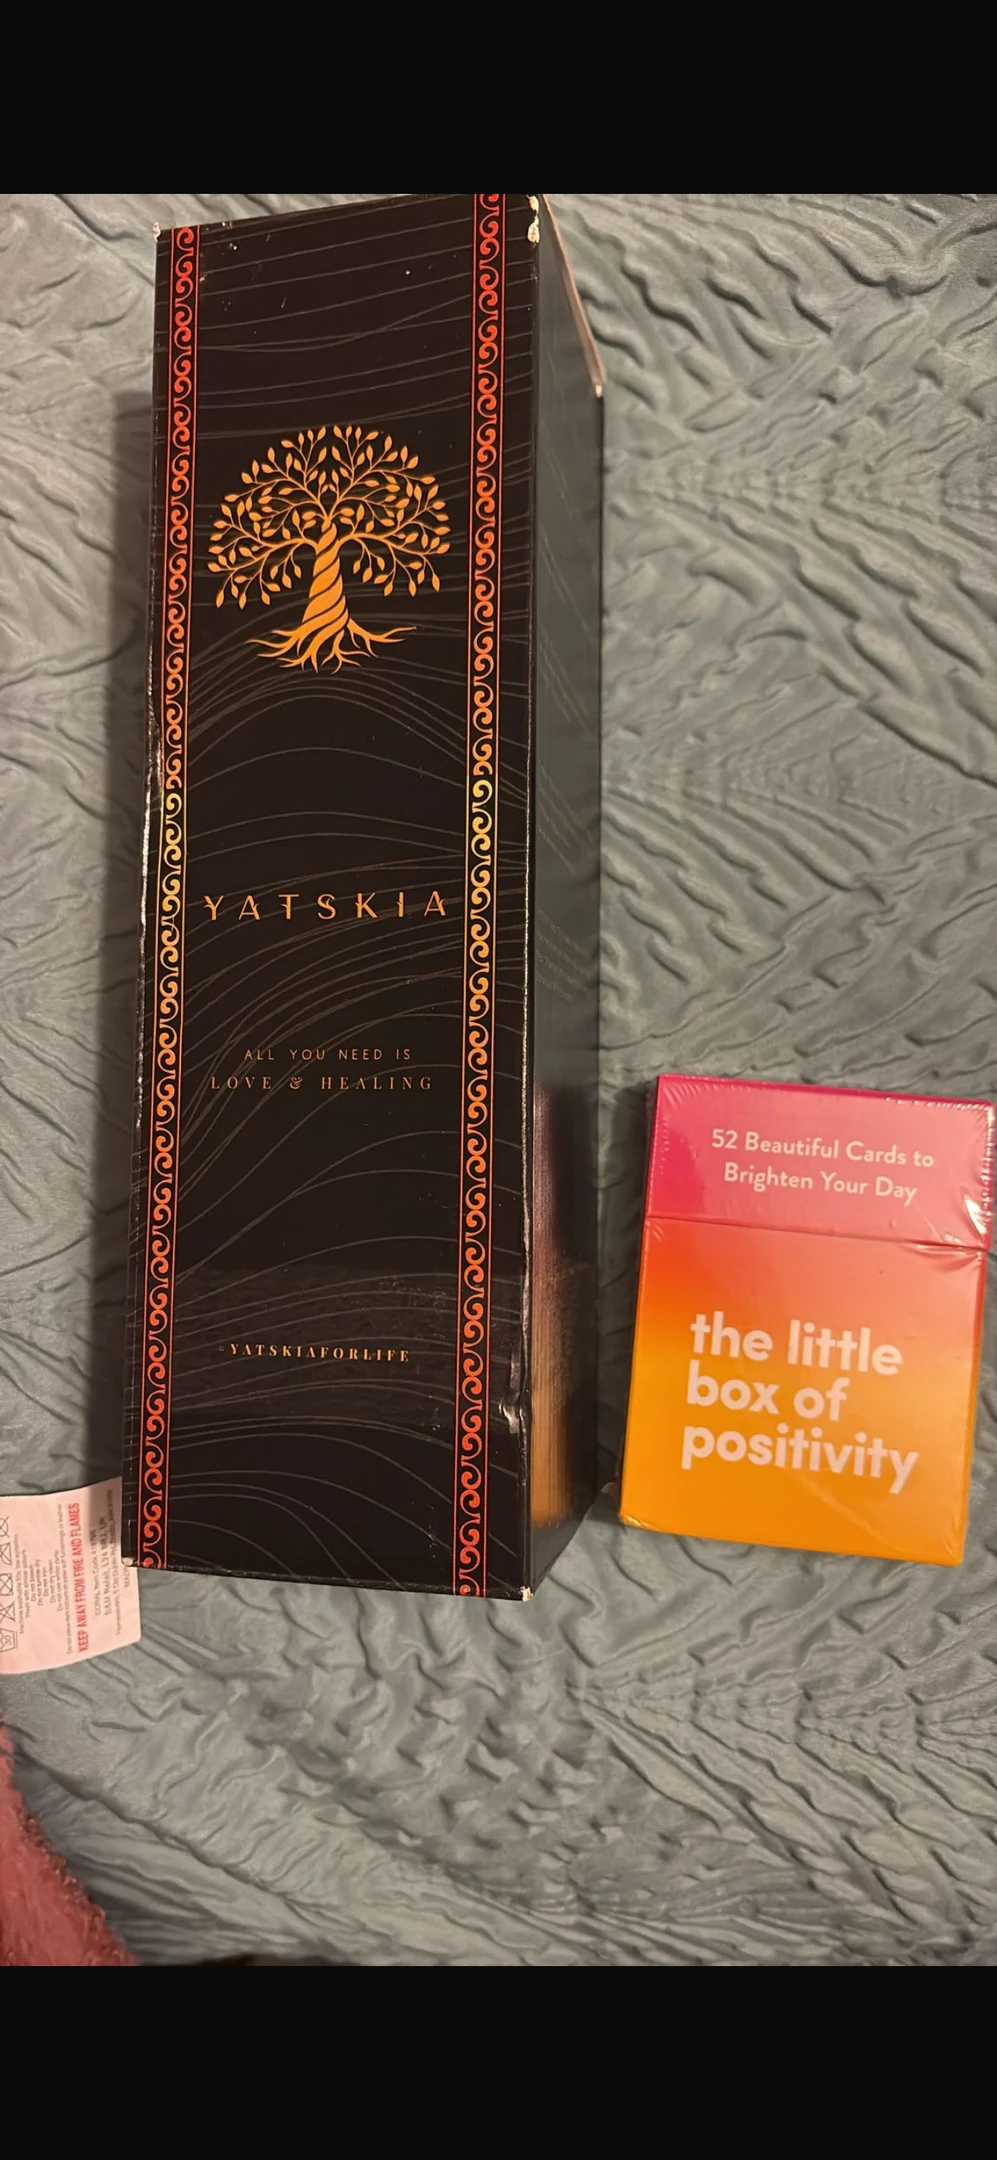 YATSKIA
ALL YOU NEED IS
LOVE & HEALING
#YATSKIAFORLIFE
52 Beautiful Cards to
Brighten Your Day
the little
box of
positivity
KEEP AWAY FROM FIRE AND FLAMES